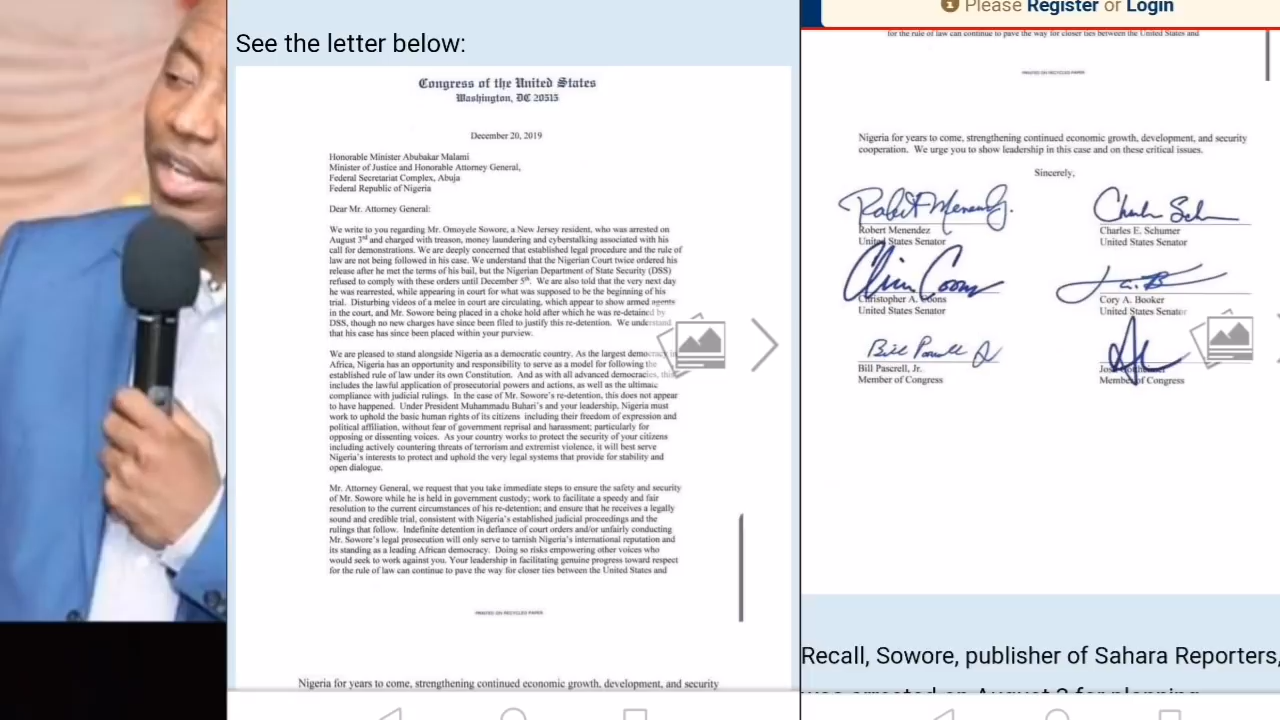 See the letter below:
Congress of the United States
Washington, DC 20515
December 20, 2019
Honorable Minister Abubakar Malami
Minister of Justice and Honorable Attorney General,
Federal Secretariat Complex, Abuja
Federal Republic of Nigeria
Dear Mr. Attorney General:
We write to you regarding Mr. Omoyele Sowore, a New Jersey resident, who was arrested on
August 3rd and charged with treason, money laundering and cyberstalking associated with his
call for demonstrations. We are deeply concerned that established legal procedure and the rule of
law are not being followed in his case. We understand that the Nigerian Court twice ordered his
release after he met the terms of his bail, but the Nigerian Department of State Security (DSS)
refused to comply with these orders until December 5th. We are also told that the very next day
he was rearrested, while appearing in court for what was supposed to be the beginning of his
trial. Disturbing videos of a melee in court are circulating, which appear to show armed agents
in the court, and Mr. Sowore being placed in a choke hold after which he was re-detained by
DSS, though no new charges have since been filed to justify this re-detention. We understand
that his case has since been placed within your purview.
We are pleased to stand alongside Nigeria as a democratic country. As the largest democracy in
Africa, Nigeria has an opportunity and responsibility to serve as a model for following the
established rule of law under its own Constitution. And as with all advanced democracies, this
includes the lawful application of prosecutorial powers and actions, as well as the ultimate
compliance with judicial rulings. In the case of Mr. Sowore's re-detention, this does not appear
to have happened. Under President Muhammadu Buhari's and your leadership, Nigeria must
work to uphold the basic human rights of its citizens including their freedom of expression and
political affiliation, without fear of government reprisal and harassment; particularly for
opposing or dissenting voices. As your country works to protect the security of your citizens
including actively countering threats of terrorism and extremist violence, it will best serve
Nigeria's interests to protect and uphold the very legal systems that provide for stability and
open dialogue.
Mr. Attorney General, we request that you take immediate steps to ensure the safety and security
of Mr. Sowore while he is held in government custody; work to facilitate a speedy and fair
resolution to the current circumstances of his re-detention; and ensure that he receives a legally
sound and credible trial, consistent with Nigeria's established judicial proceedings and the
rulings that follow. Indefinite detention in defiance of court orders and/or unfairly conducting
Mr. Sowore's legal prosecution will only serve to tarnish Nigeria's international reputation and
its standing as a leading African democracy. Doing so risks empowering other voices who
would seek to work against you. Your leadership in facilitating genuine progress toward respect
for the rule of law can continue to pave the way for closer ties between the United States and
PRINTED ON RECYCLED PAPER
Nigeria for years to come, strengthening continued economic growth, development, and security
Please Register or Login
for the rule of law can continue to pave the way for closer ties between the United States and
PRINTED ON RECYCLED PAPER
Nigeria for years to come, strengthening continued economic growth, development, and security
cooperation. We urge you to show leadership in this case and on these critical issues.
Sincerely,
Robert Menendez
United States Senator
Charles E. Schumer
United States Senator
Christopher A. Coons
United States Senator
Cory A. Booker
United States Senator
Bill Pascrell, Jr.
Member of Congress
Member of Congress
Recall, Sowore, publisher of Sahara Reporters,
was arrested on August 3 for planning